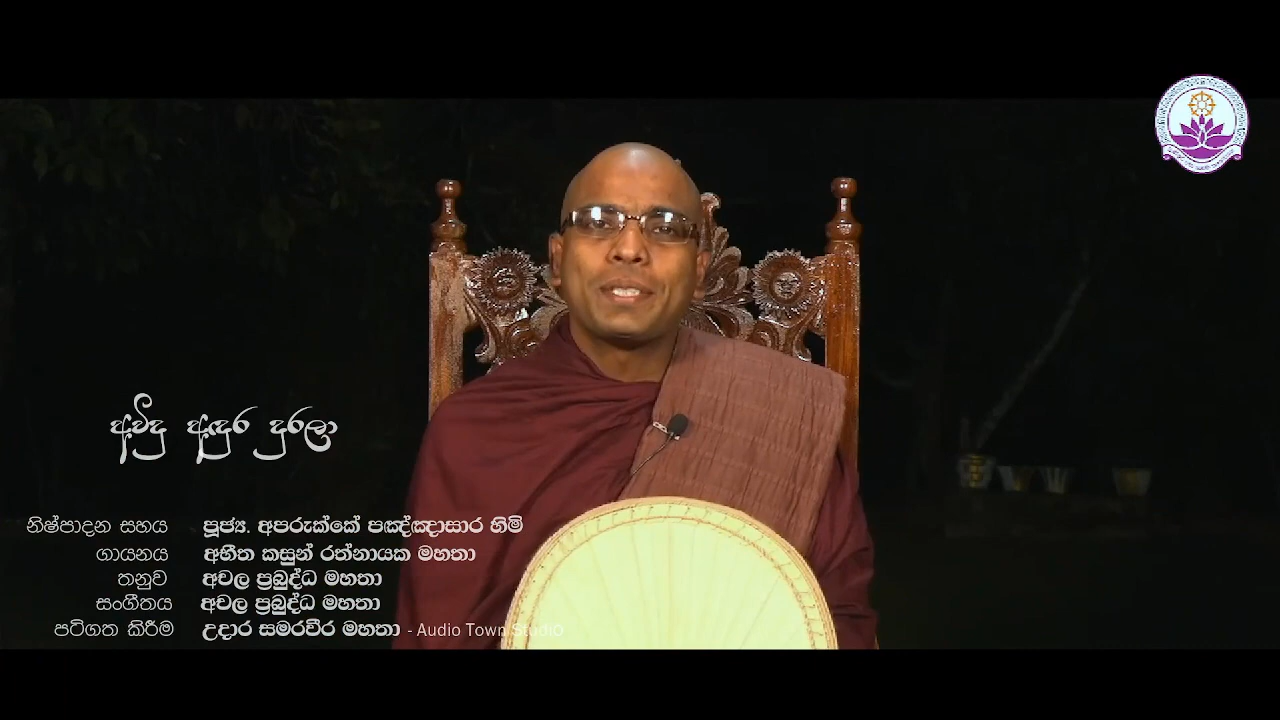 අවිදු අඳුර දුරලා
නිෂ්පාදන සහය පූජ්‍ය. අපරුක්කේ පඤ්ඤාසාර හිමි
ගායනය අභීත කසුන් රත්නායක මහතා
තනුව අචල ප්‍රබුද්ධ මහතා
සංගීතය අචල ප්‍රබුද්ධ මහතා
පටිගත කිරීම උදාර සමරවීර මහතා - Audio Town Studio